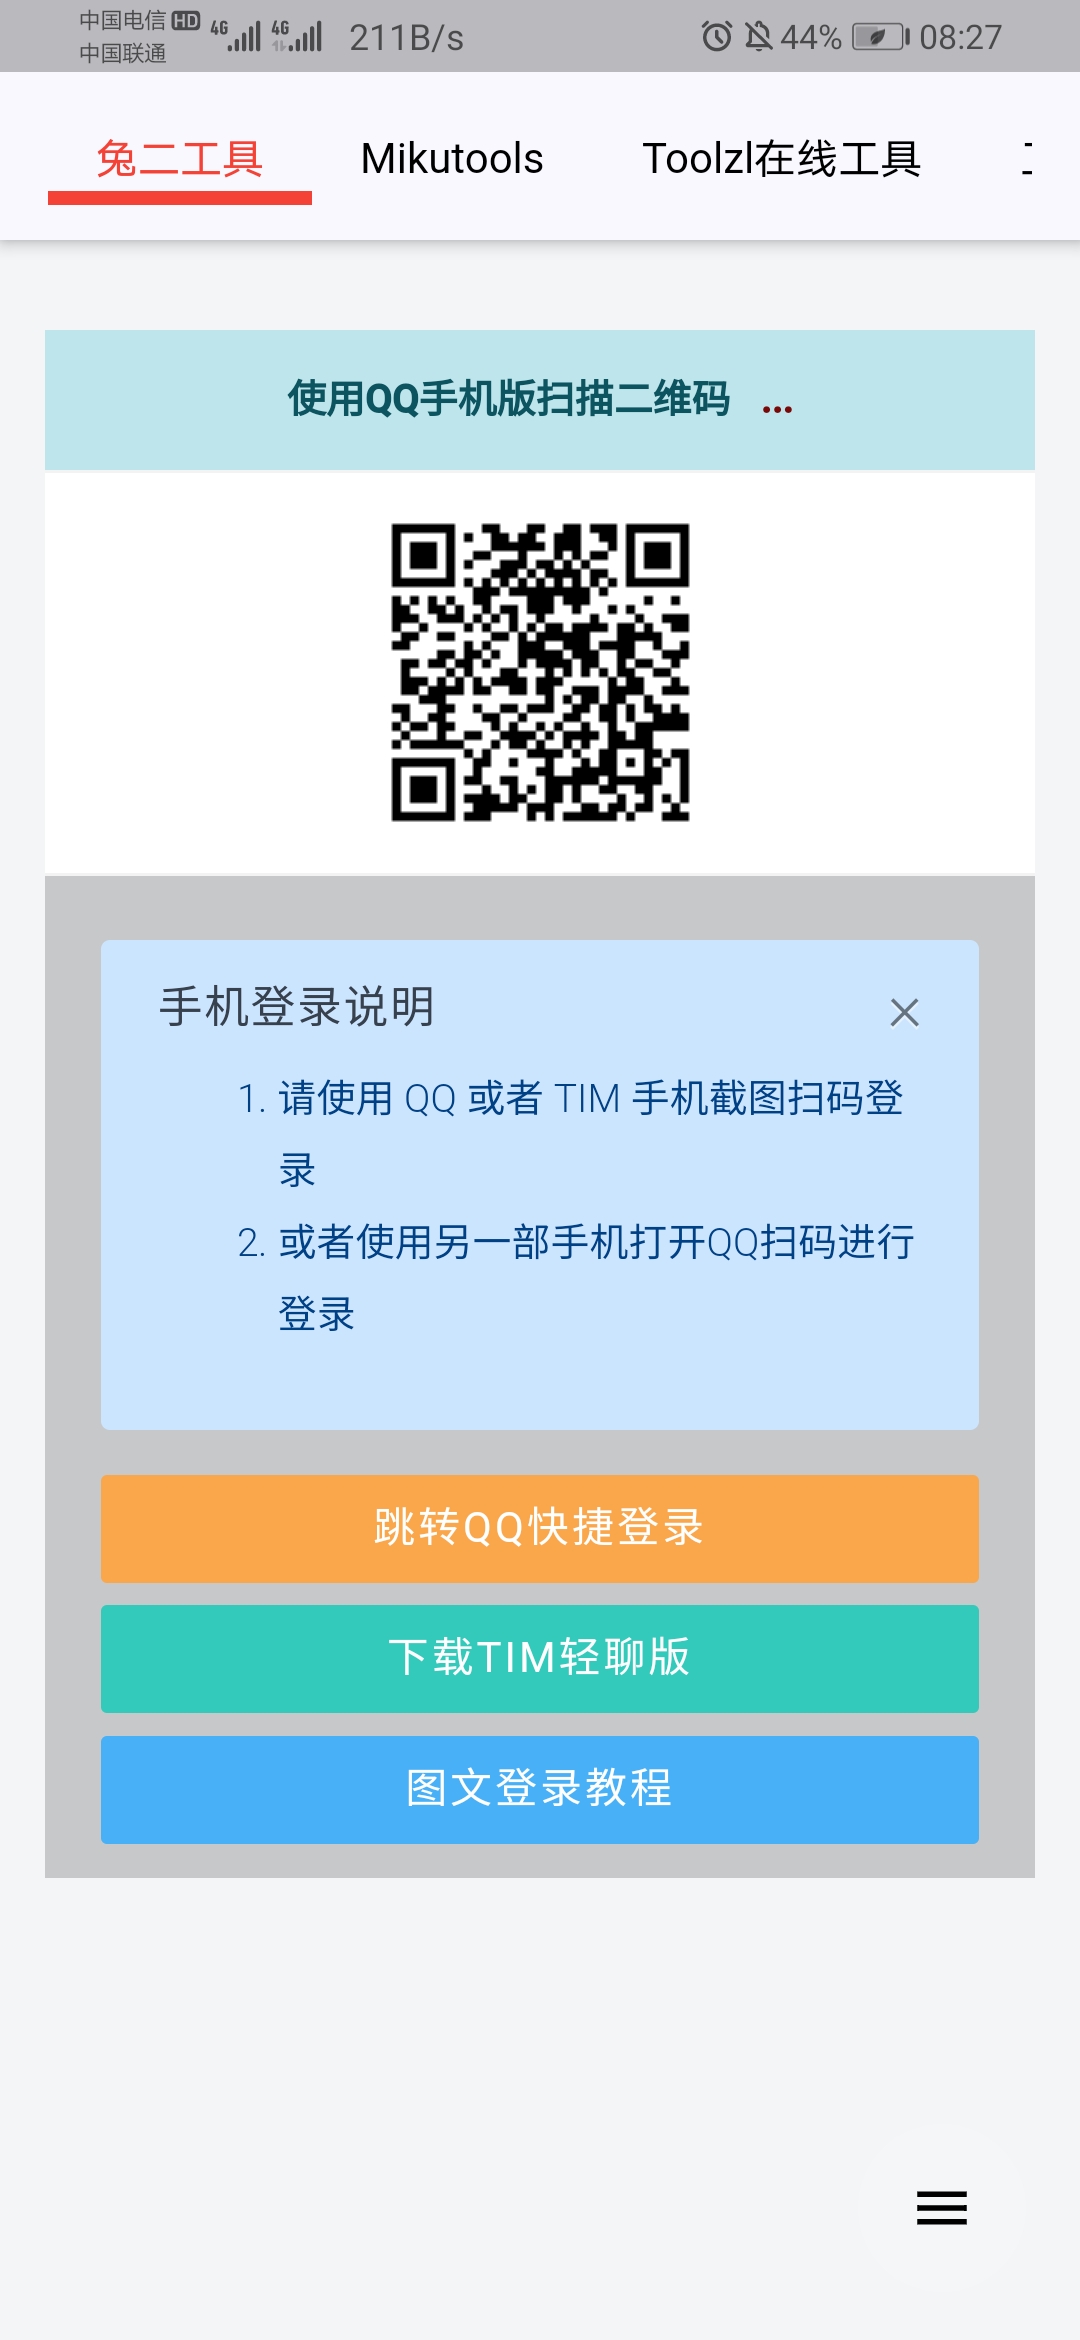 中国电信 HD 4G 4G 211B/s 44% 08:27
中国联通
兔二工具 Mikutools Toolzl在线工具
使用QQ手机版扫描二维码 ...
手机登录说明
1. 请使用 QQ 或者 TIM 手机截图扫码登
录
2. 或者使用另一部手机打开QQ扫码进行
登录
跳转QQ快捷登录
下载TIM轻聊版
图文登录教程